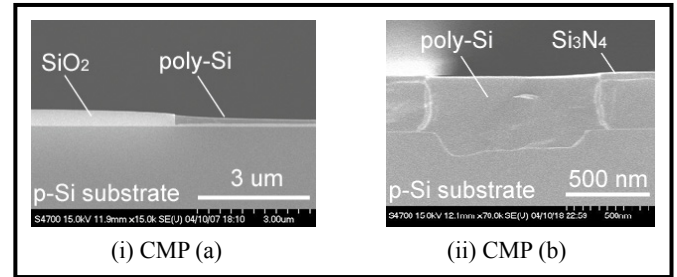 SiO2
poly-Si
p-Si substrate
3 um
S4700 15.0kV 11.9mm x15.0k SE(U) 04/10/07 18:10 3.00um
(i) CMP (a)
poly-Si
Si3N4
p-Si substrate
500 nm
S4700 15.0kV 12.1mm x70.0k SE(U) 04/10/18 22:59 500nm
(ii) CMP (b)